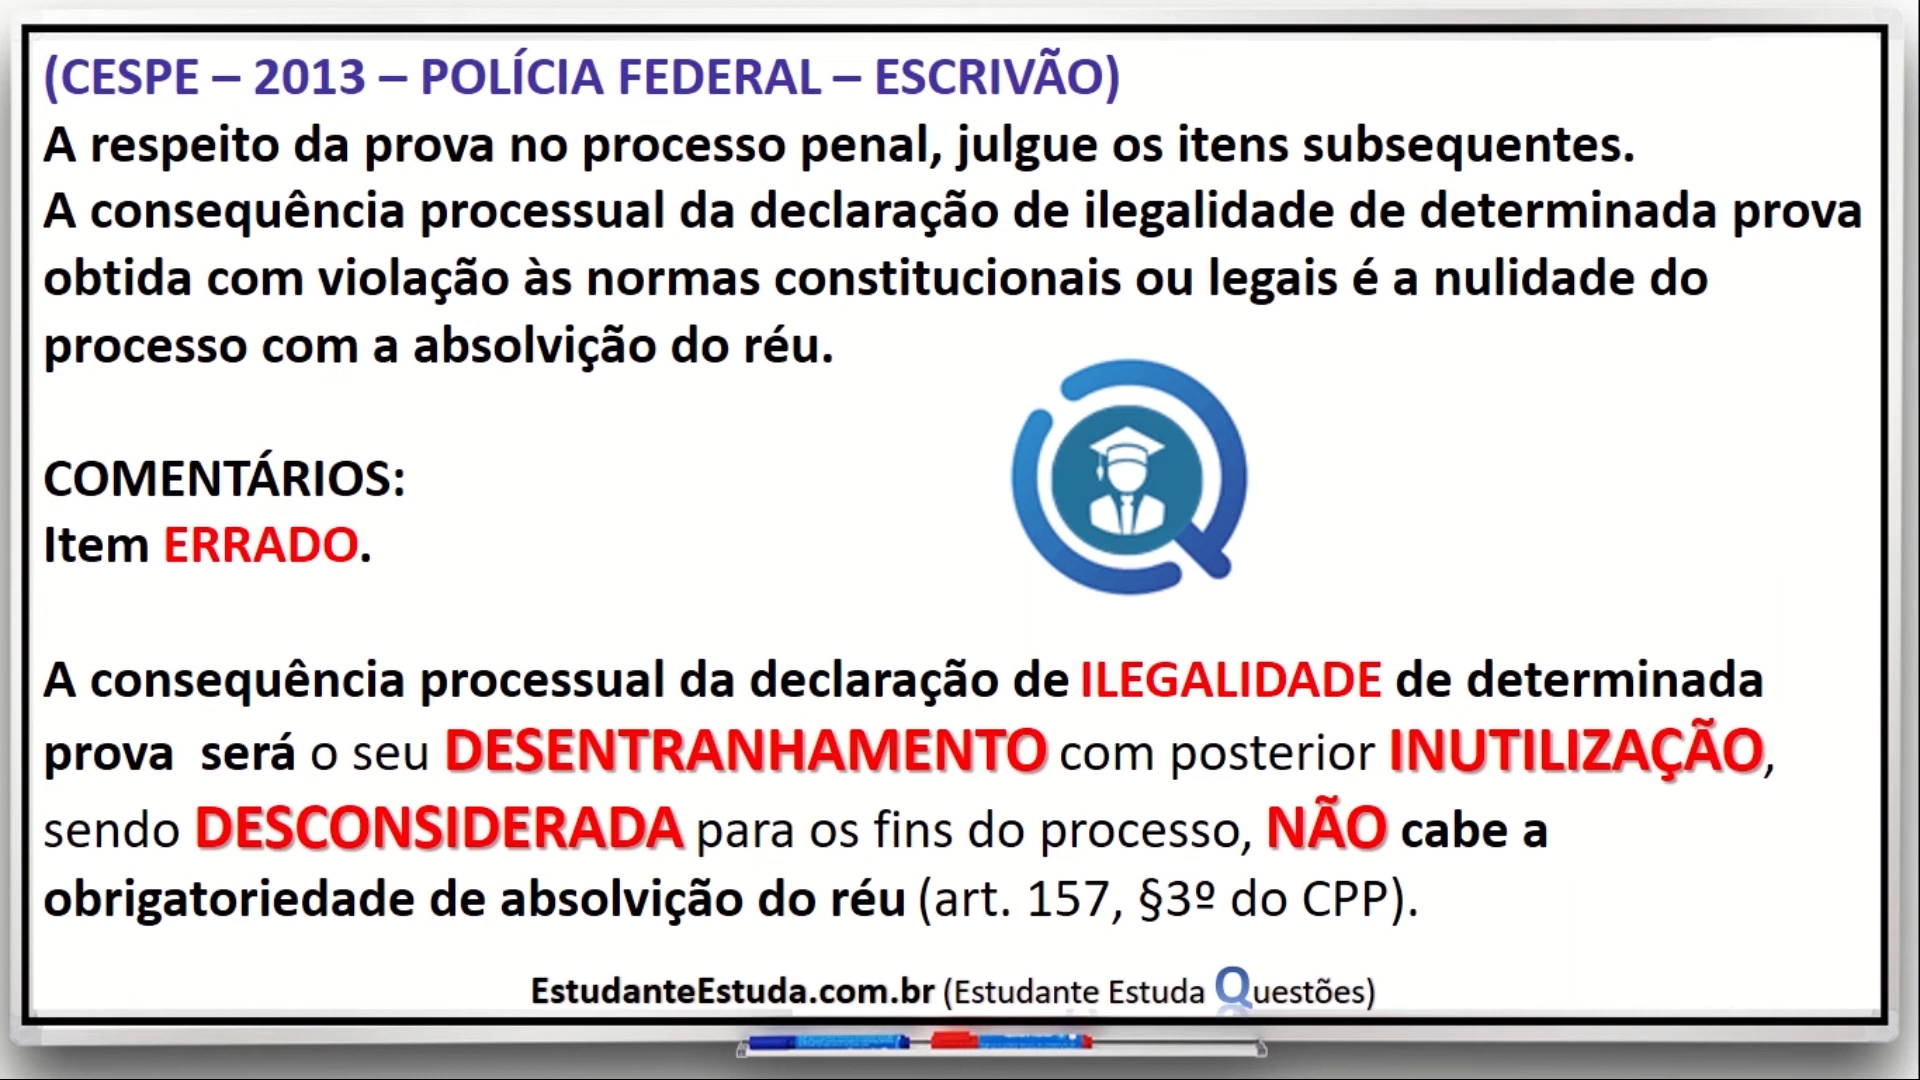 (CESPE – 2013 – POLÍCIA FEDERAL – ESCRIVÃO)
A respeito da prova no processo penal, julgue os itens subsequentes.
A consequência processual da declaração de ilegalidade de determinada prova
obtida com violação às normas constitucionais ou legais é a nulidade do
processo com a absolvição do réu.
COMENTÁRIOS:
Item ERRADO.
A consequência processual da declaração de ILEGALIDADE de determinada
prova será o seu DESENTRANHAMENTO com posterior INUTILIZAÇÃO,
sendo DESCONSIDERADA para os fins do processo, NÃO cabe a
obrigatoriedade de absolvição do réu (art. 157, §3º do CPP).
EstudanteEstuda.com.br (Estudante Estuda Questões)